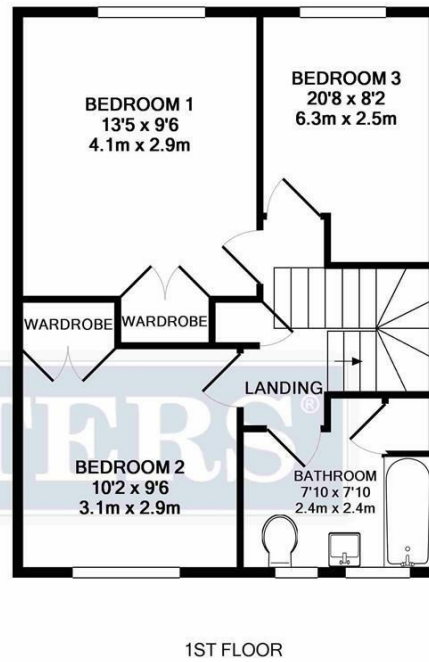 BEDROOM 1
13'5 x 9'6
4.1m x 2.9m
BEDROOM 3
20'8 x 8'2
6.3m x 2.5m
WARDROBE
WARDROBE
LANDING
TERS®
BEDROOM 2
10'2 x 9'6
3.1m x 2.9m
BATHROOM
7'10 x 7'10
2.4m x 2.4m
1ST FLOOR